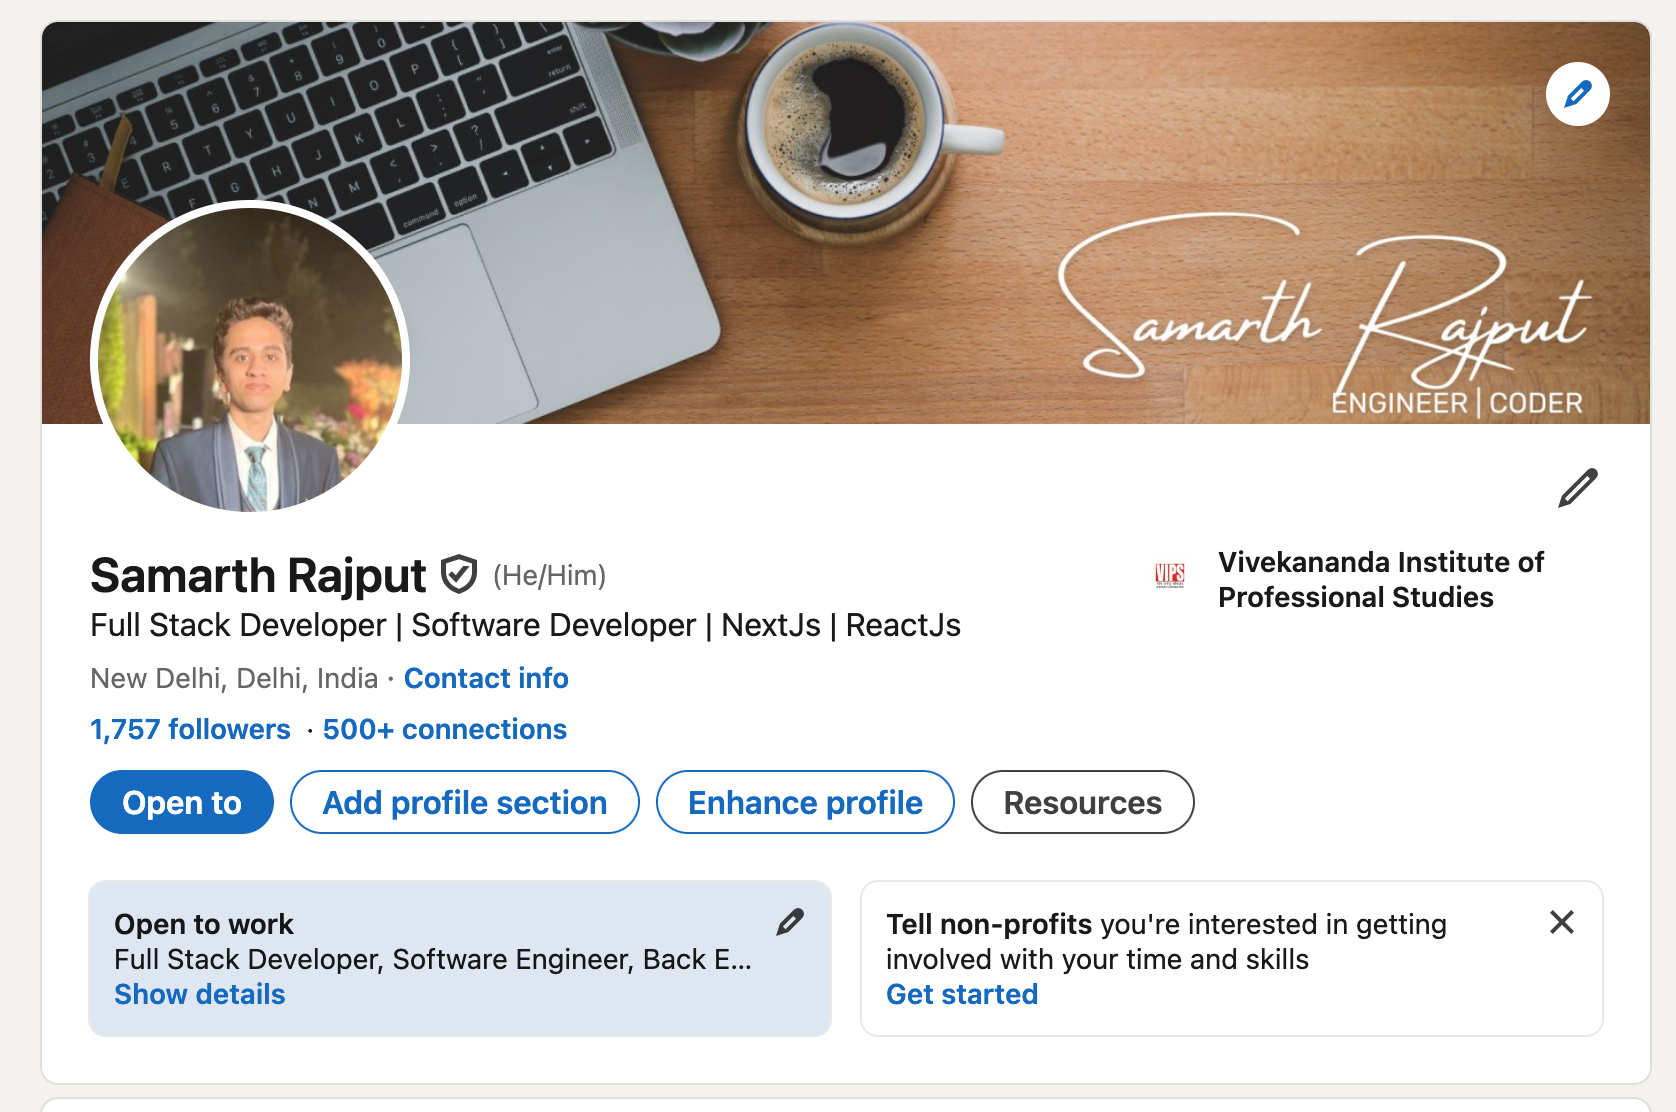 Samarth Rajput
ENGINEER | CODER
Samarth Rajput (He/Him)
Full Stack Developer | Software Developer | NextJs | ReactJs
New Delhi, Delhi, India · Contact info
1,757 followers · 500+ connections
VIPS
Vivekananda Institute of
Professional Studies
Open to
Add profile section
Enhance profile
Resources
Open to work
Full Stack Developer, Software Engineer, Back E...
Show details
Tell non-profits you're interested in getting
involved with your time and skills
Get started